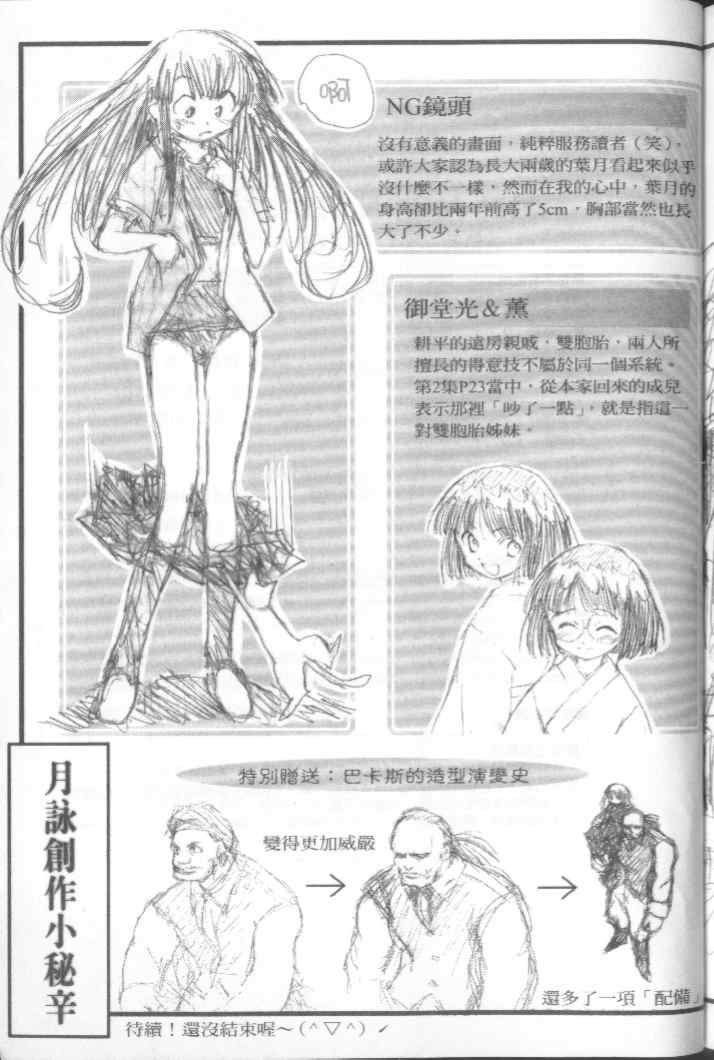 NG鏡頭
沒有意義的畫面,純粹服務讀者(笑),
或許大家認為長大兩歲的葉月看起來似乎
沒什麼不一樣,然而在我的心中,葉月的
身高卻比兩年前高了5cm,胸部當然也長
大了不少。
御堂光&薫
耕平的遠房親戚,雙胞胎,兩人所
擅長的得意技不屬於同一個系統。
第2集P23當中,從本家回來的成兒
表示那裡「吵了一點」,就是指這一
對雙胞胎姊妹。
特別贈送:巴卡斯的造型演變史
變得更加威嚴
還多了一項「配備」
月詠創作小秘辛
待續!還沒結束喔~(^▽^)